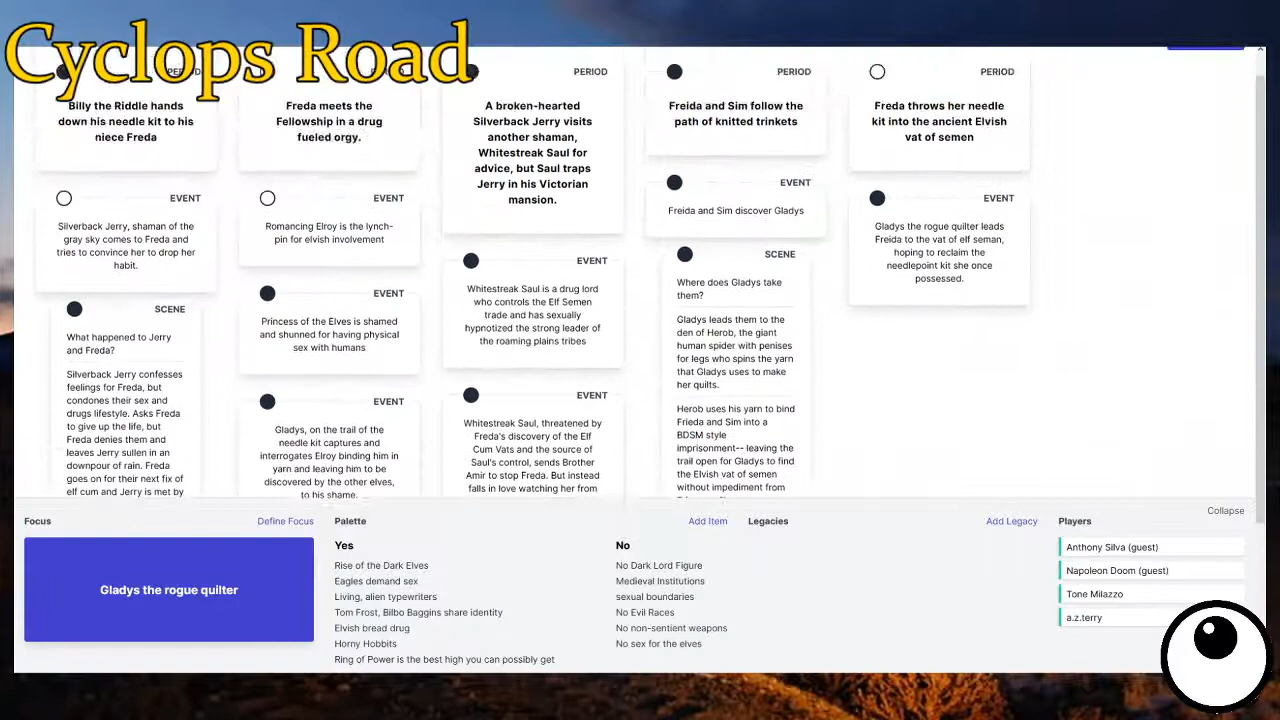 Cyclops Road
PERIOD
Billy the Riddle hands
down his needle kit to his
niece Freda
EVENT
Silverback Jerry, shaman of the
gray sky comes to Freda and
tries to convince her to drop her
habit.
SCENE
What happened to Jerry
and Freda?
Silverback Jerry confesses
feelings for Freda, but
condones their sex and
drugs lifestyle. Asks Freda
to give up the life, but
Freda denies them and
leaves Jerry sullen in an
downpour of rain. Freda
goes on for their next fix of
elf cum and Jerry is met by
Freda meets the
Fellowship in a drug
fueled orgy.
EVENT
Romancing Elroy is the lynch-
pin for elvish involvement
EVENT
Princess of the Elves is shamed
and shunned for having physical
sex with humans
EVENT
Gladys, on the trail of the
needle kit captures and
interrogates Elroy binding him in
yarn and leaving him to be
discovered by the other elves,
to his shame.
PERIOD
A broken-hearted
Silverback Jerry visits
another shaman,
Whitestreak Saul for
advice, but Saul traps
Jerry in his Victorian
mansion.
EVENT
Whitestreak Saul is a drug lord
who controls the Elf Semen
trade and has sexually
hypnotized the strong leader of
the roaming plains tribes
EVENT
Whitestreak Saul, threatened by
Freda's discovery of the Elf
Cum Vats and the source of
Saul's control, sends Brother
Amir to stop Freda. But instead
falls in love watching her from
PERIOD
Freida and Sim follow the
path of knitted trinkets
EVENT
Freida and Sim discover Gladys
SCENE
Where does Gladys take
them?
Gladys leads them to the
den of Herob, the giant
human spider with penises
for legs who spins the yarn
that Gladys uses to make
her quilts.
Herob uses his yarn to bind
Frieda and Sim into a
BDSM style
imprisonment-- leaving the
trail open for Gladys to find
the Elvish vat of semen
without impediment from
PERIOD
Freda throws her needle
kit into the ancient Elvish
vat of semen
EVENT
Gladys the rogue quilter leads
Freida to the vat of elf seman,
hoping to reclaim the
needlepoint kit she once
possessed.
Collapse
Focus
Define Focus
Gladys the rogue quilter
Palette
Add Item
Yes
Rise of the Dark Elves
Eagles demand sex
Living, alien typewriters
Tom Frost, Bilbo Baggins share identity
Elvish bread drug
Horny Hobbits
Ring of Power is the best high you can possibly get
No
No Dark Lord Figure
Medieval Institutions
sexual boundaries
No Evil Races
No non-sentient weapons
No sex for the elves
Legacies
Add Legacy
Players
Anthony Silva (guest)
Napoleon Doom (guest)
Tone Milazzo
a.z.terry